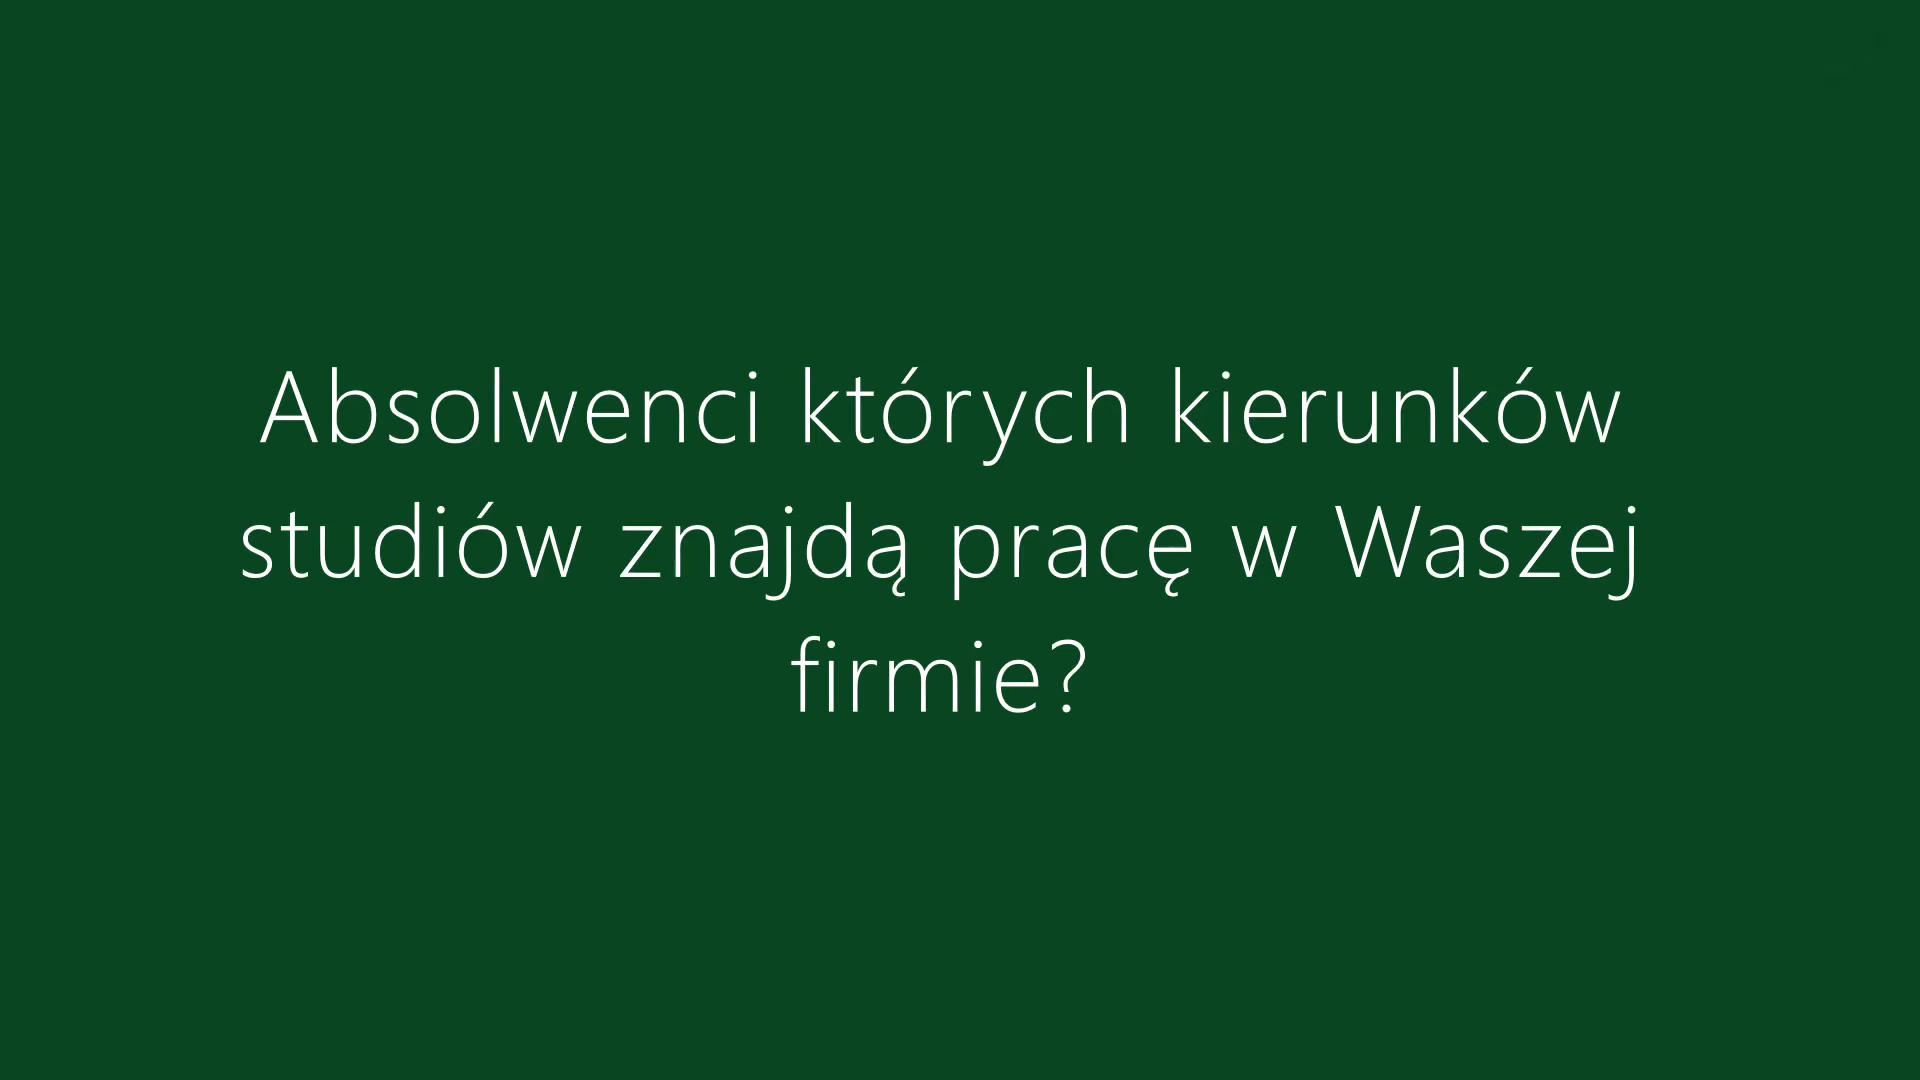 Absolwenci których kierunków
studiów znajdą pracę w Waszej
firmie?